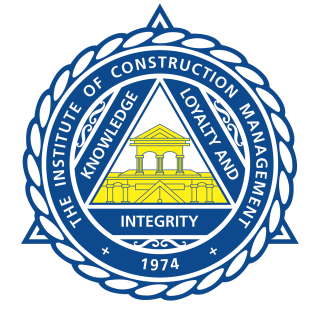 THE INSTITUTE OF CONSTRUCTION MANAGEMENT
KNOWLEDGE
LOYALTY AND
INTEGRITY
+ 1974 +